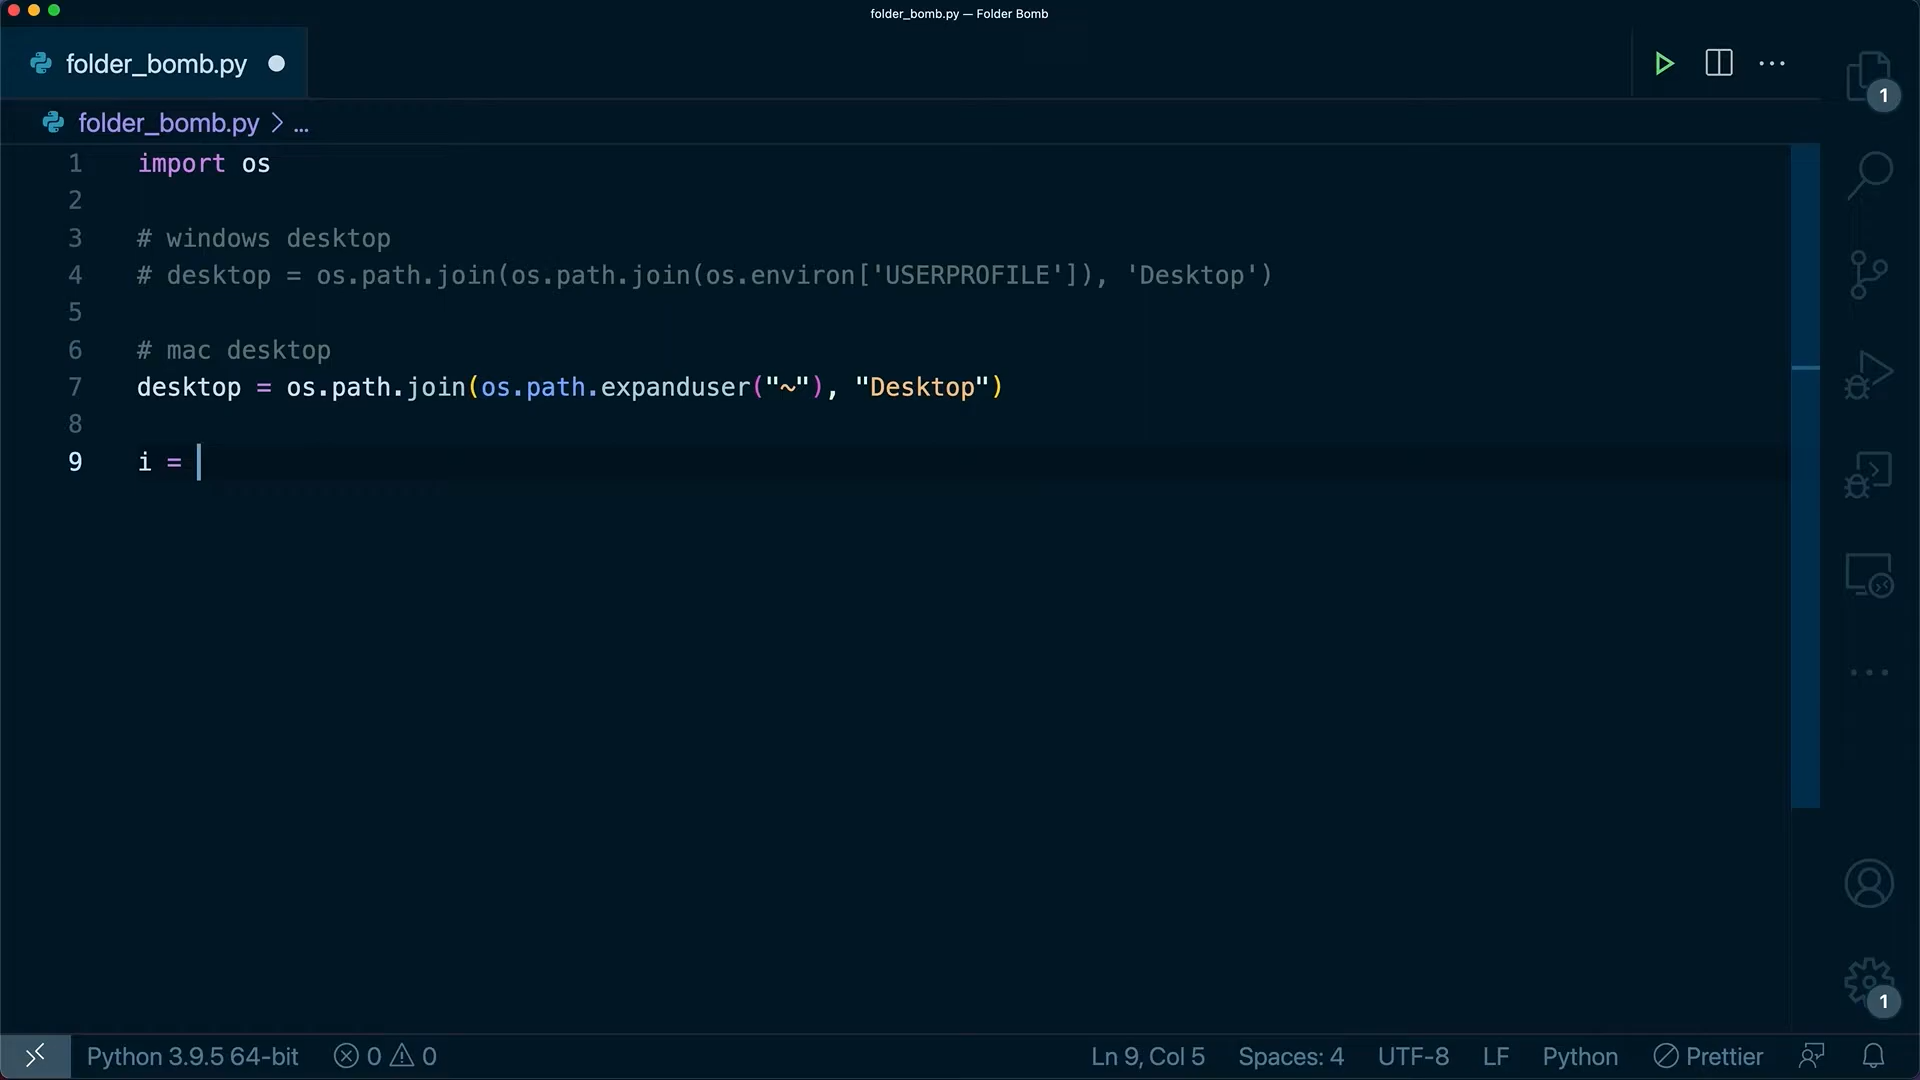 folder_bomb.py — Folder Bomb
folder_bomb.py
folder_bomb.py > ...
1 import os
2
3 # windows desktop
4 # desktop = os.path.join(os.path.join(os.environ['USERPROFILE']), 'Desktop')
5
6 # mac desktop
7 desktop = os.path.join(os.path.expanduser("~"), "Desktop")
8
9 i =
1
1
Python 3.9.5 64-bit 0 0 Ln 9, Col 5 Spaces: 4 UTF-8 LF Python Prettier